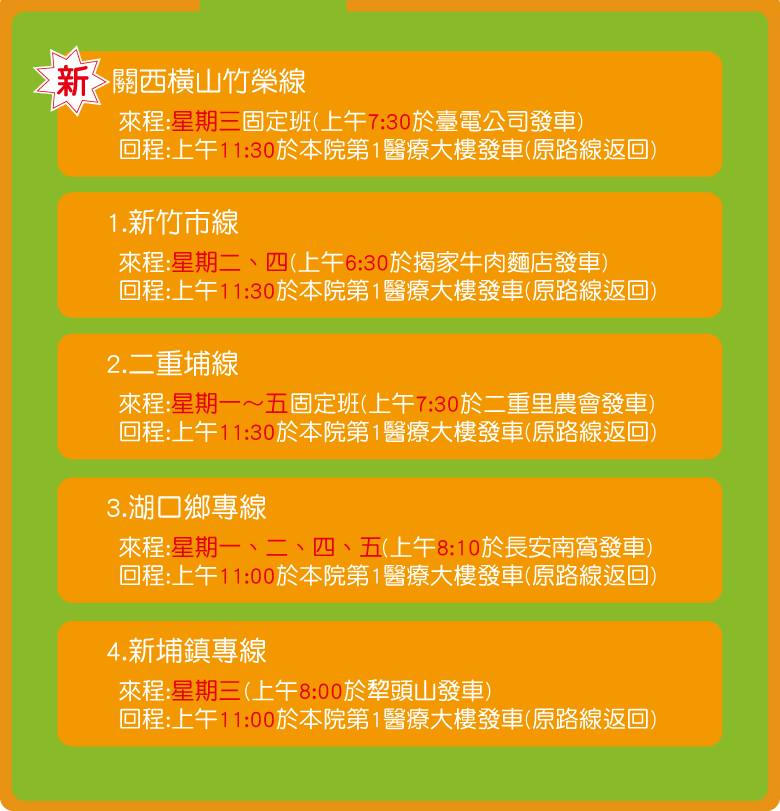 新 關西橫山竹榮線
來程:星期三固定班(上午7:30於臺電公司發車)
回程:上午11:30於本院第1醫療大樓發車(原路線返回)
1.新竹市線
來程:星期二、四(上午6:30於揭家牛肉麵店發車)
回程:上午11:30於本院第1醫療大樓發車(原路線返回)
2.二重埔線
來程:星期一～五固定班(上午7:30於二重里農會發車)
回程:上午11:30於本院第1醫療大樓發車(原路線返回)
3.湖口鄉專線
來程:星期一、二、四、五(上午8:10於長安南窩發車)
回程:上午11:00於本院第1醫療大樓發車(原路線返回)
4.新埔鎮專線
來程:星期三(上午8:00於犂頭山發車)
回程:上午11:00於本院第1醫療大樓發車(原路線返回)